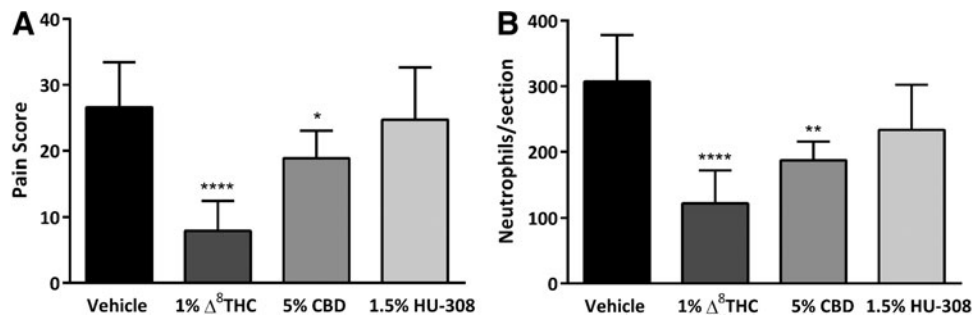 A
B
Pain Score
40
30
20
10
0
****
*
Vehicle
1% Δ⁸THC
5% CBD
1.5% HU-308
Neutrophils/section
400
300
200
100
0
****
**
Vehicle
1% Δ⁸THC
5% CBD
1.5% HU-308